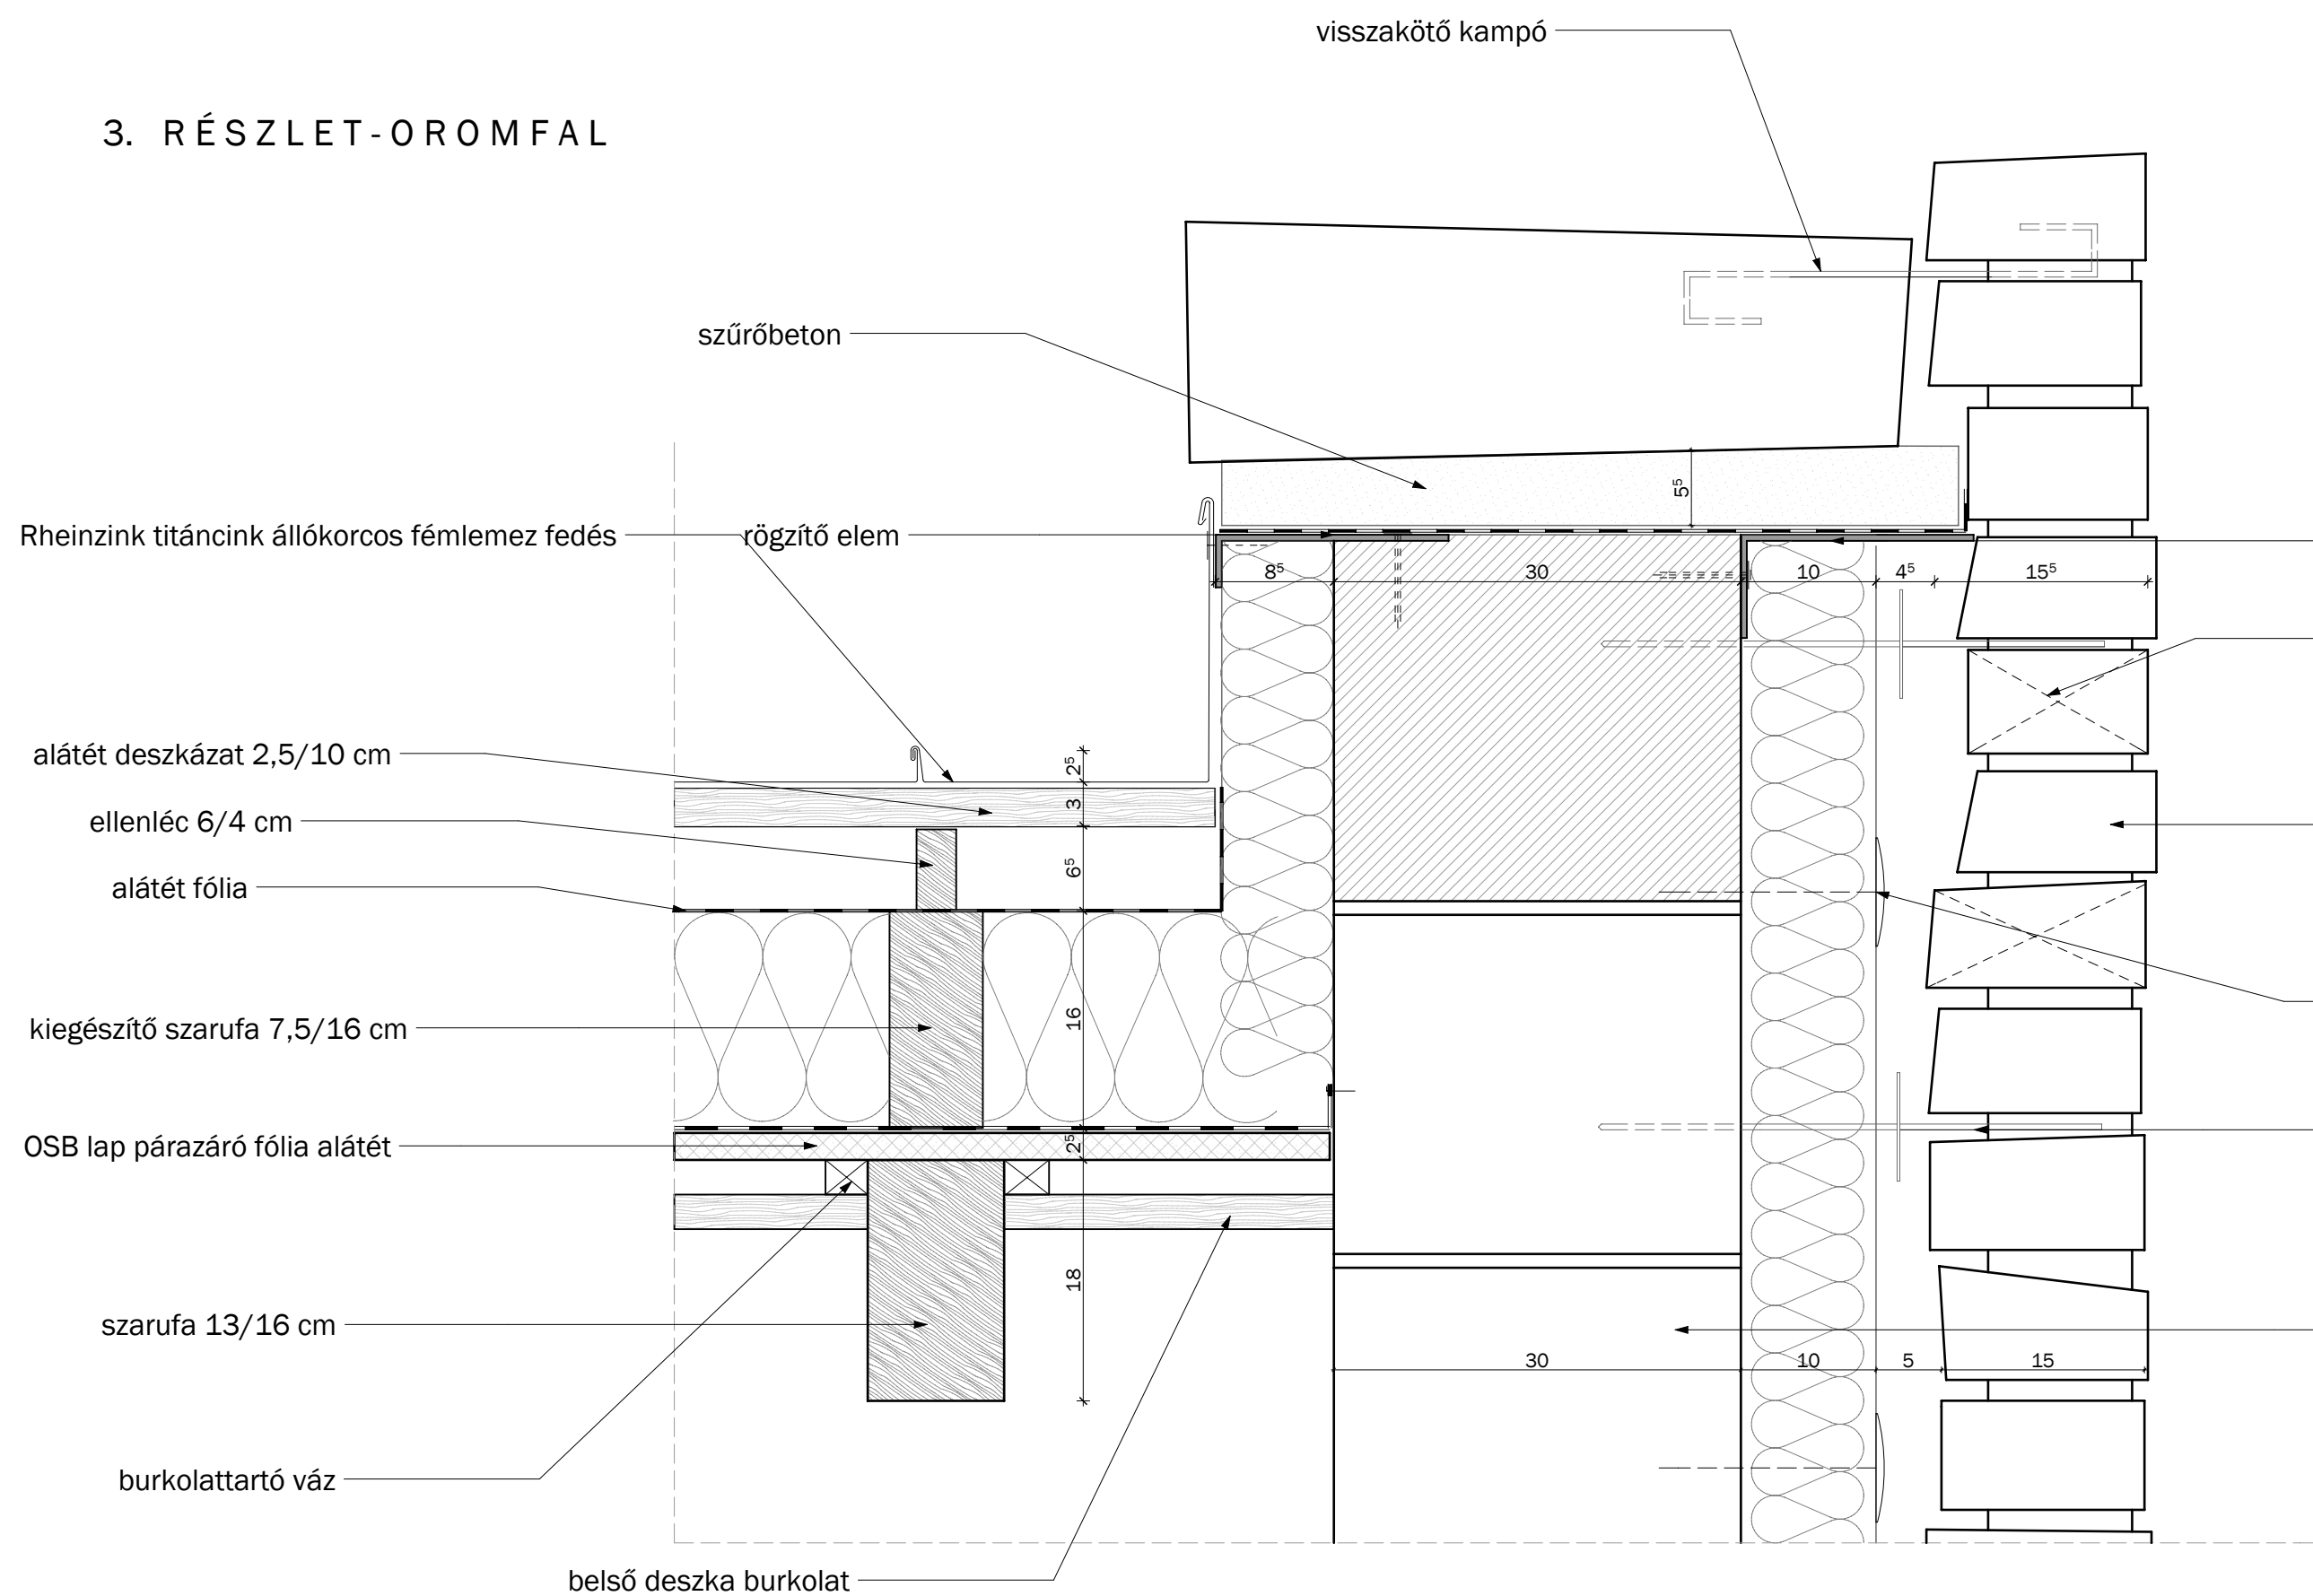 visszakötő kampó
3. RÉSZLET-OROMFAL
szűrőbeton
5⁵
Rheinzink titáncink állókorcos fémlemez fedés
rögzítő elem
8⁵ 30 10 4⁵ 15⁵
alátét deszkázat 2,5/10 cm
2⁵
3
ellenléc 6/4 cm
6⁵
alátét fólia
kiegészítő szarufa 7,5/16 cm
16
OSB lap párazáró fólia alátét
2⁵
18
szarufa 13/16 cm
30 10 5 15
burkolattartó váz
belső deszka burkolat